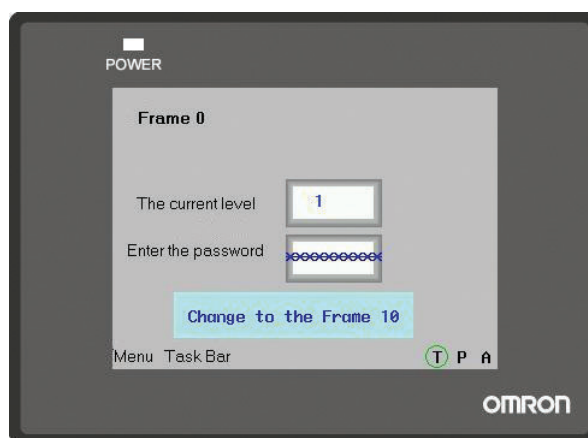 POWER
Frame 0
The current level 1
Enter the password
Change to the Frame 10
Menu Task Bar T P A
OMRON